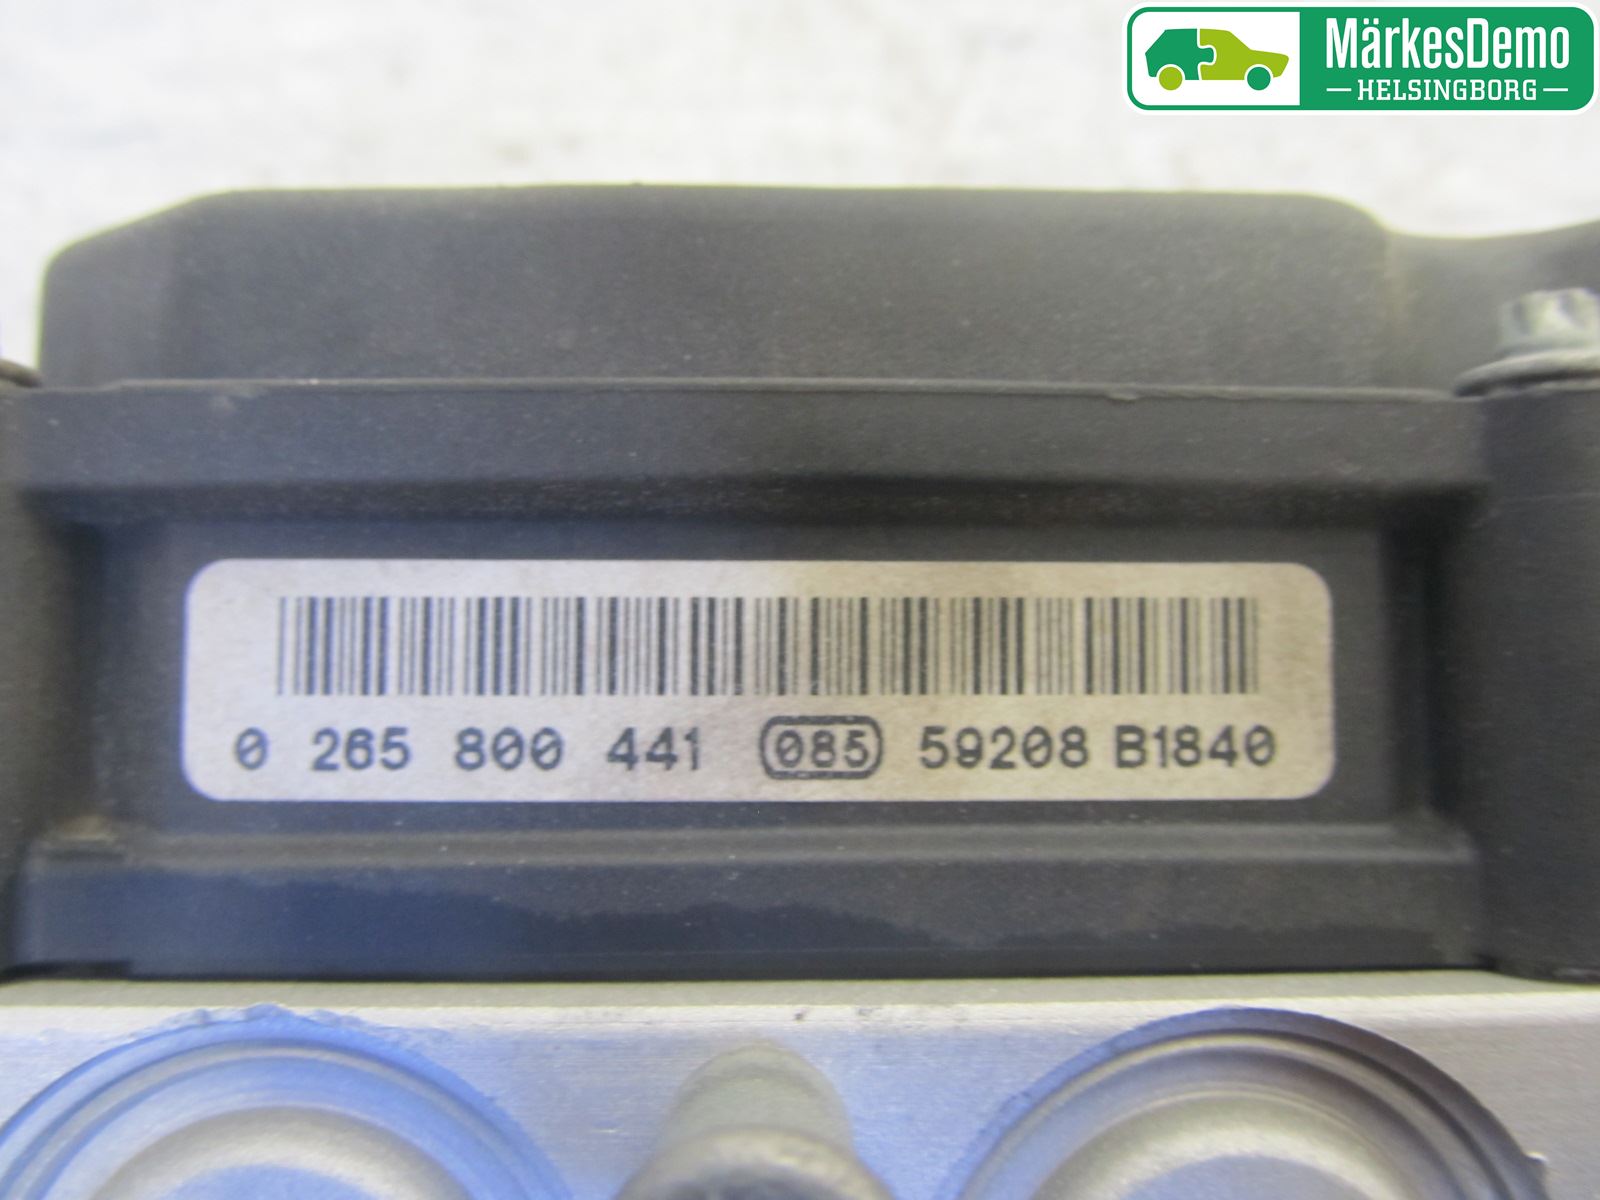 MärkesDemo
HELSINGBORG
0 265 800 441 085 59208 B1840